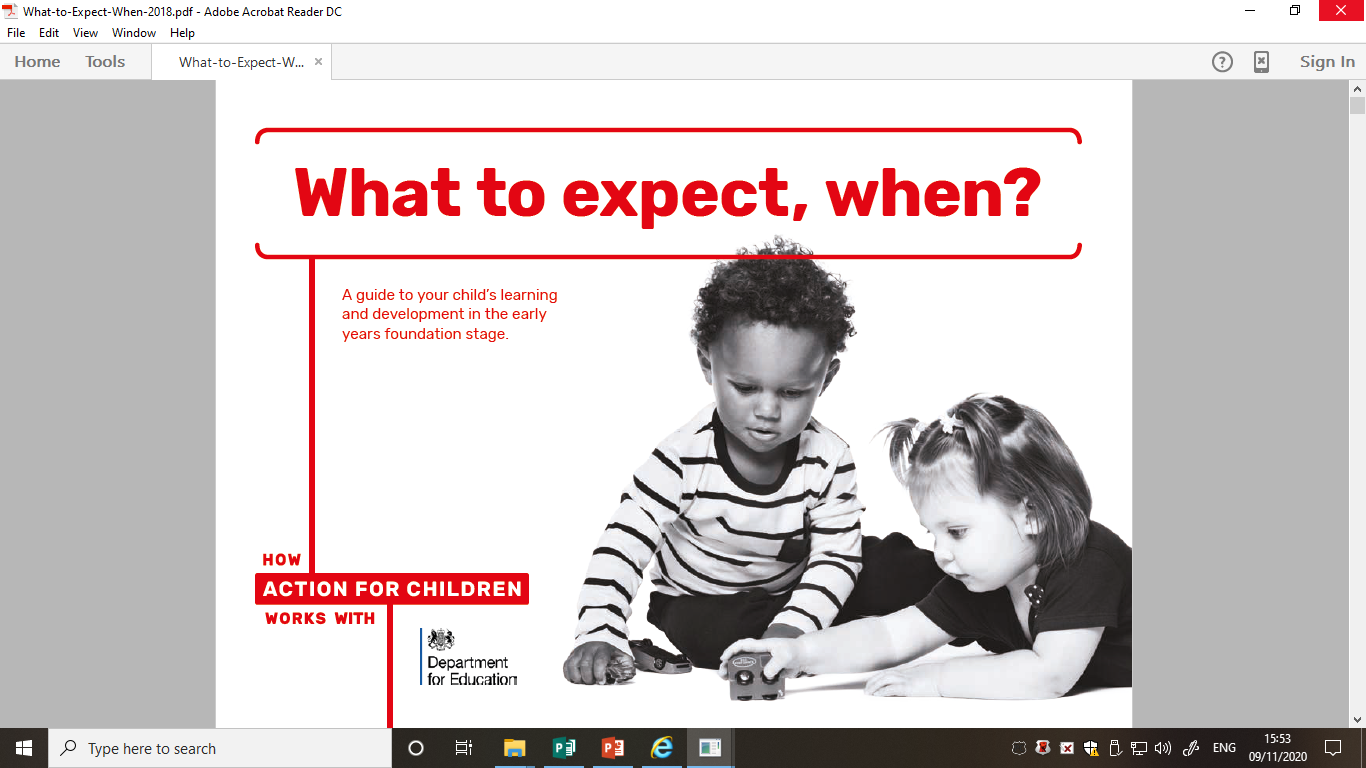 What-to-Expect-When-2018.pdf - Adobe Acrobat Reader DC
File Edit View Window Help
Home Tools What-to-Expect-W... × ? Sign In
What to expect, when?
A guide to your child's learning
and development in the early
years foundation stage.
HOW
ACTION FOR CHILDREN
WORKS WITH
Department
for Education
Type here to search
ENG
15:53
09/11/2020